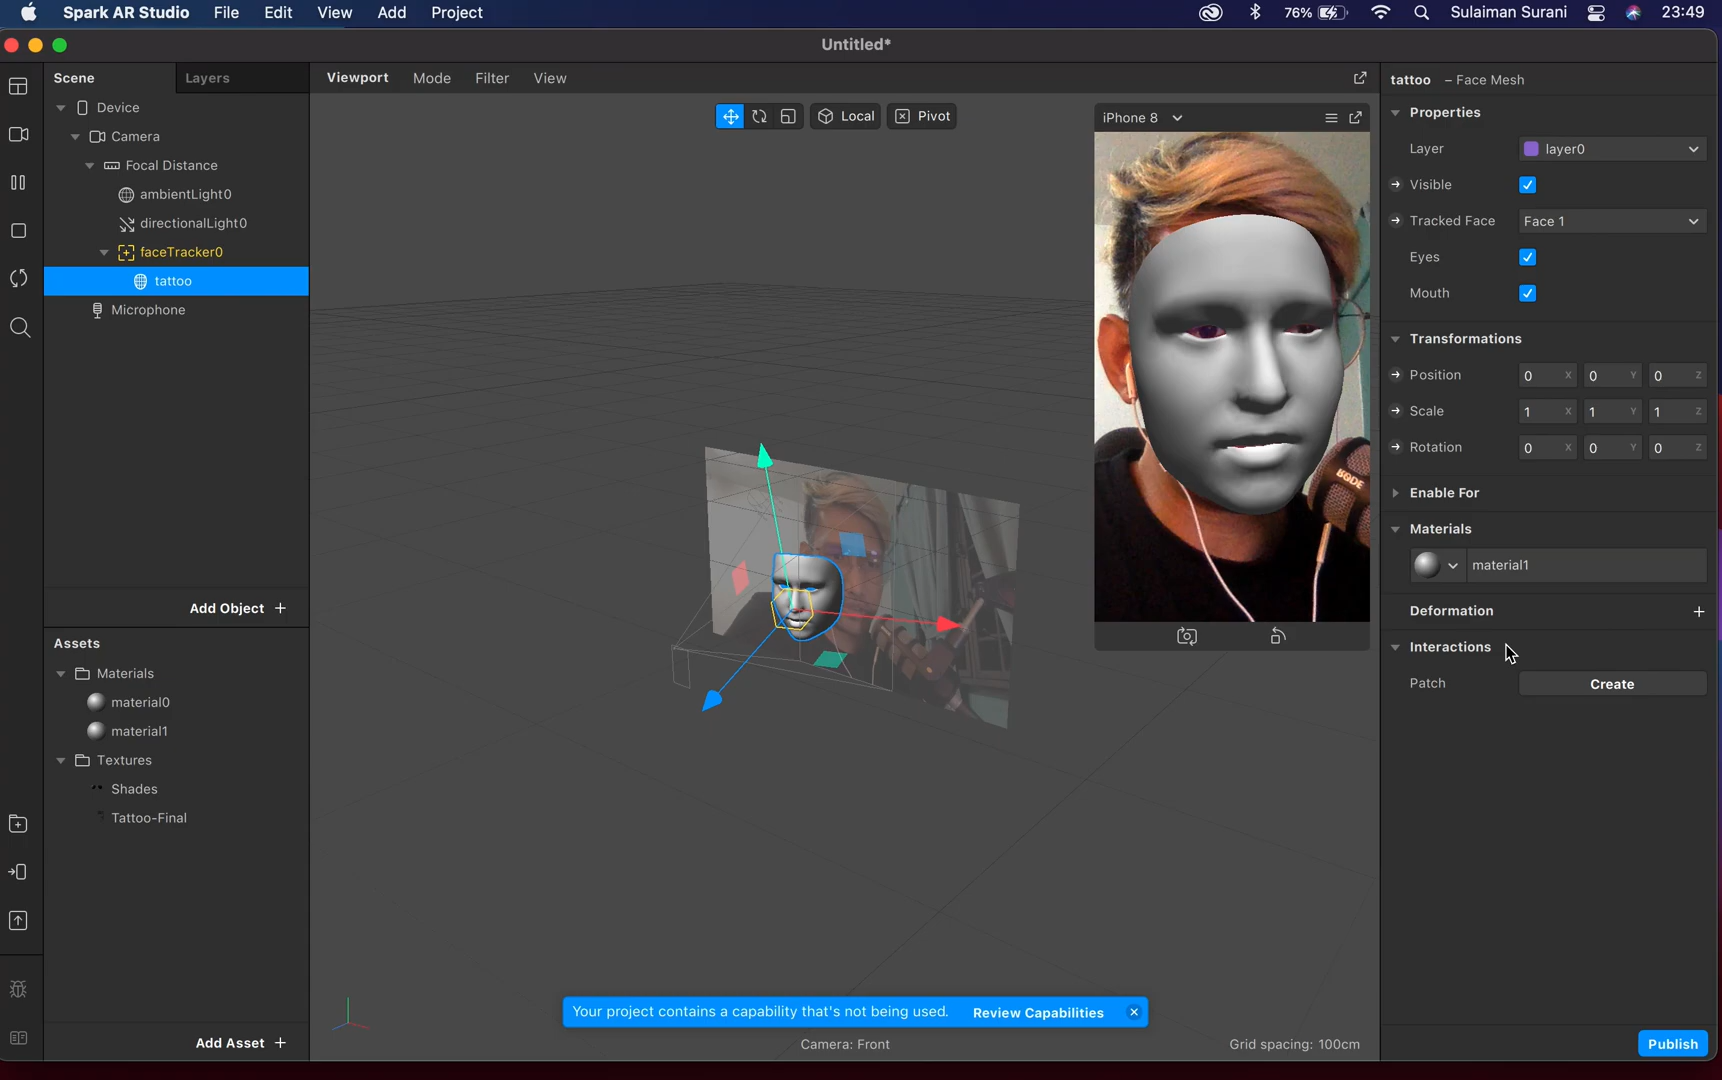 Spark AR Studio File Edit View Add Project 76% Sulaiman Surani 23:49
Untitled*
Scene Layers
Device
Camera
Focal Distance
ambientLight0
directionalLight0
faceTracker0
tattoo
Microphone
Add Object +
Assets
Materials
material0
material1
Textures
Shades
Tattoo-Final
Add Asset +
Viewport Mode Filter View
Local Pivot
iPhone 8
BQDE
Your project contains a capability that's not being used. Review Capabilities
Camera: Front
Grid spacing: 100cm
tattoo – Face Mesh
Properties
Layer layer0
Visible
Tracked Face Face 1
Eyes
Mouth
Transformations
Position 0 X 0 Y 0 Z
Scale 1 X 1 Y 1 Z
Rotation 0 X 0 Y 0 Z
Enable For
Materials
material1
Deformation +
Interactions
Patch Create
Publish